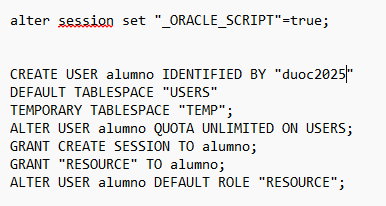 alter session set "_ORACLE_SCRIPT"=true;
CREATE USER alumno IDENTIFIED BY "duoc2025"
DEFAULT TABLESPACE "USERS"
TEMPORARY TABLESPACE "TEMP";
ALTER USER alumno QUOTA UNLIMITED ON USERS;
GRANT CREATE SESSION TO alumno;
GRANT "RESOURCE" TO alumno;
ALTER USER alumno DEFAULT ROLE "RESOURCE";